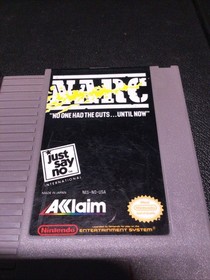 NARC
"NO ONE HAD THE GUTS...UNTIL NOW"
just
say
no
INTERNATIONAL
MADE IN JAPAN
NES-NO-USA
AKlaim
Nintendo
ENTERTAINMENT SYSTEM